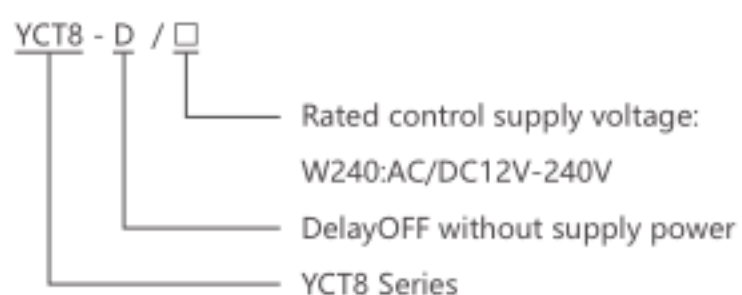 YCT8 - D / □
Rated control supply voltage:
W240:AC/DC12V-240V
DelayOFF without supply power
YCT8 Series